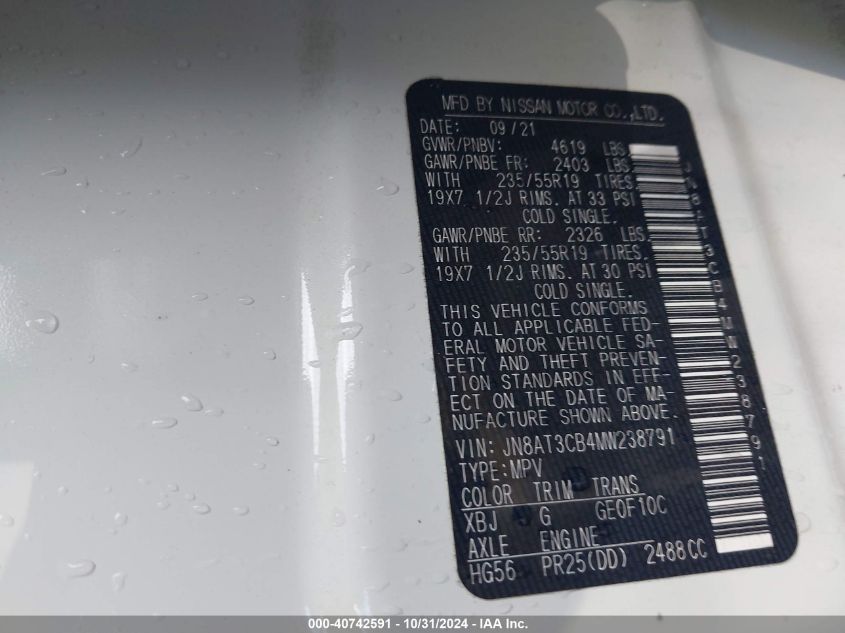 MFD BY NISSAN MOTOR CO.,LTD.
DATE: 09/21
GVWR/PNBV: 4619 LBS
GAWR/PNBE FR: 2403 LBS
WITH 235/55R19 TIRES.
19X7 1/2J RIMS. AT 33 PSI
COLD SINGLE.
GAWR/PNBE RR: 2326 LBS.
WITH 235/55R19 TIRES.
19X7 1/2J RIMS. AT 30 PSI
COLD SINGLE.
THIS VEHICLE CONFORMS
TO ALL APPLICABLE FED-
ERAL MOTOR VEHICLE SA-
FETY AND THEFT PREVEN-
TION STANDARDS IN EFF-
ECT ON THE DATE OF MA-
NUFACTURE SHOWN ABOVE.
VIN: JN8AT3CB4MW238791
TYPE:MPV
COLOR TRIM TRANS
XBJ G GE0F10C
AXLE ENGINE
HG56 PR25(DD) 2488CC
000-40742591 - 10/31/2024 - IAA Inc.